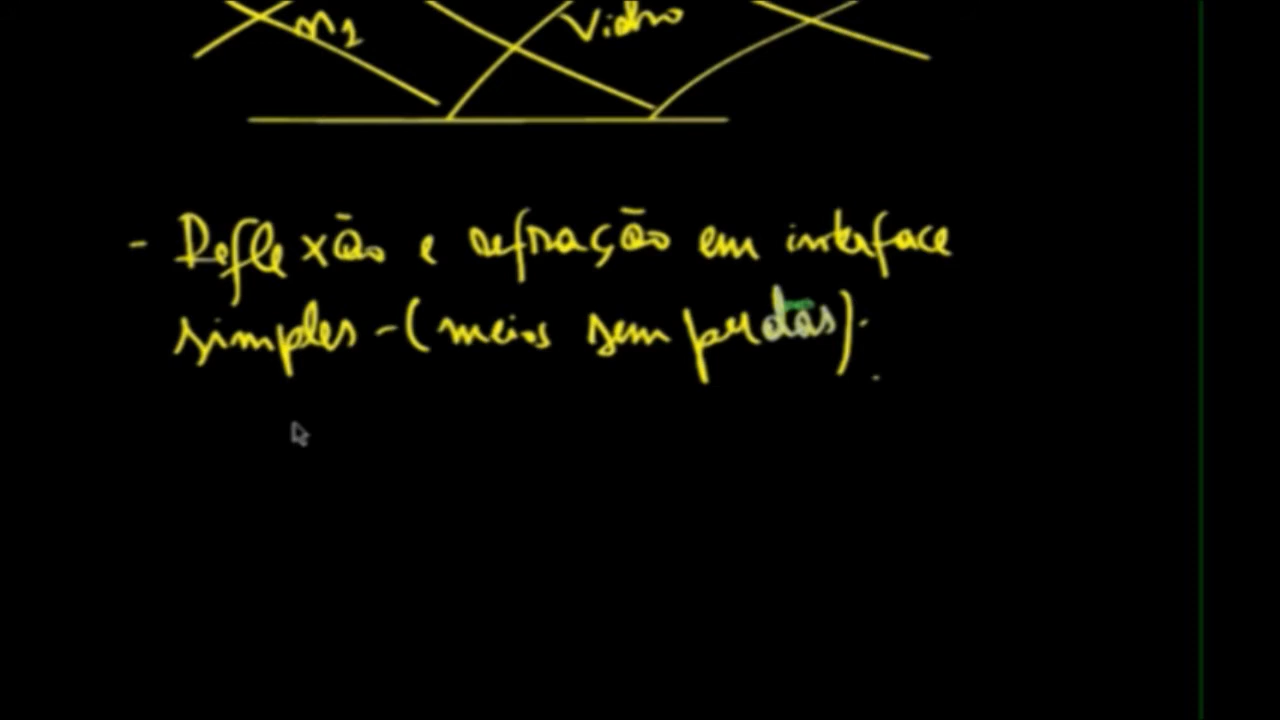 n1 Vidro
- Reflexão e refração em interface
simples - (meios sem perdas).